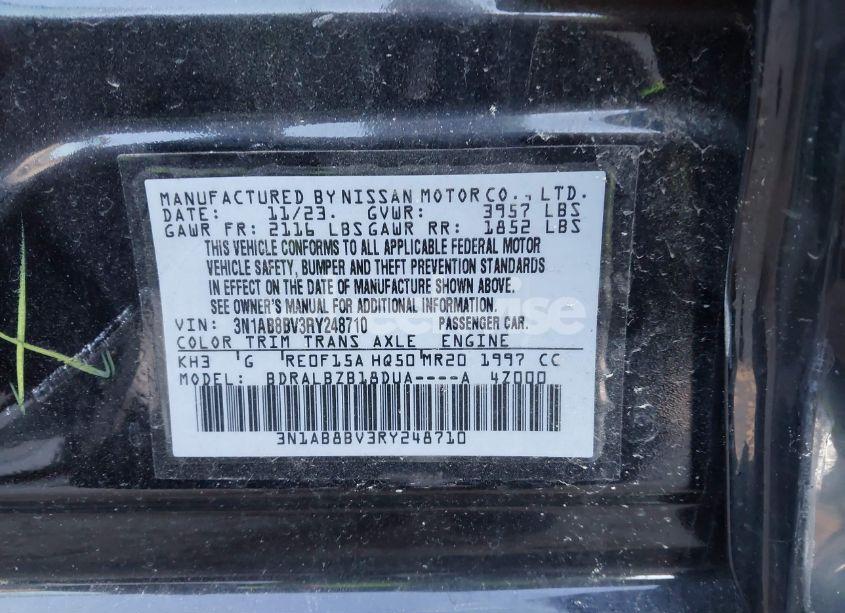 MANUFACTURED BY NISSAN MOTOR CO., LTD.
DATE: 11/23. GVWR: 3957 LBS
GAWR FR: 2116 LBS GAWR RR: 1852 LBS
THIS VEHICLE CONFORMS TO ALL APPLICABLE FEDERAL MOTOR
VEHICLE SAFETY, BUMPER AND THEFT PREVENTION STANDARDS
IN EFFECT ON THE DATE OF MANUFACTURE SHOWN ABOVE.
SEE OWNER'S MANUAL FOR ADDITIONAL INFORMATION.
VIN: 3N1AB8BV3RY248710 PASSENGER CAR.
COLOR TRIM TRANS AXLE ENGINE
KH3 'G RE0F15A HQ50 MR20 1997 CC
MODEL: BDRALBZB18DUA----A 4Z000
3N1AB8BV3RY248710